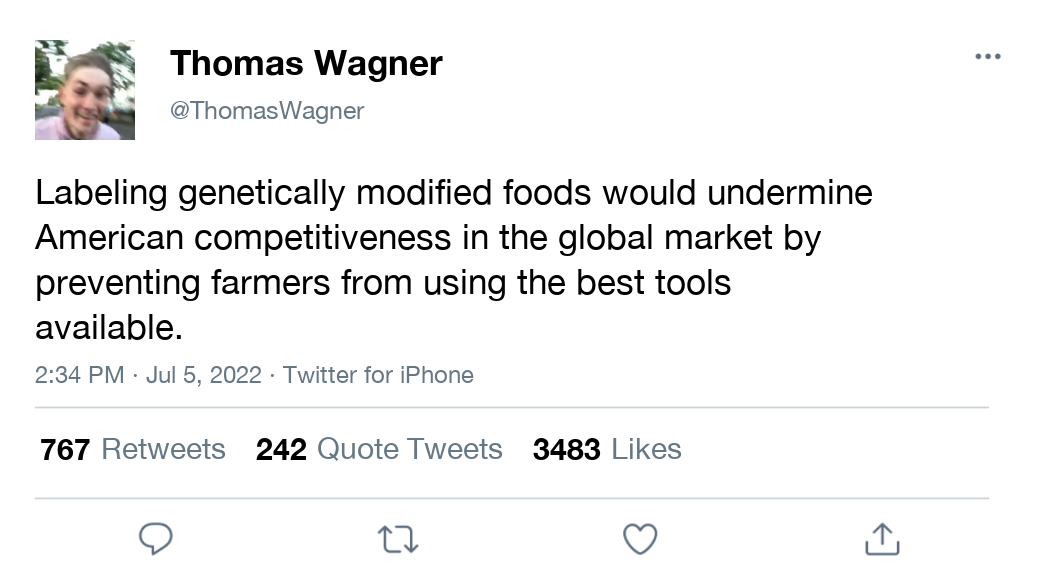 Thomas Wagner
@ThomasWagner
Labeling genetically modified foods would undermine
American competitiveness in the global market by
preventing farmers from using the best tools
available.
2:34 PM · Jul 5, 2022 · Twitter for iPhone
767 Retweets 242 Quote Tweets 3483 Likes